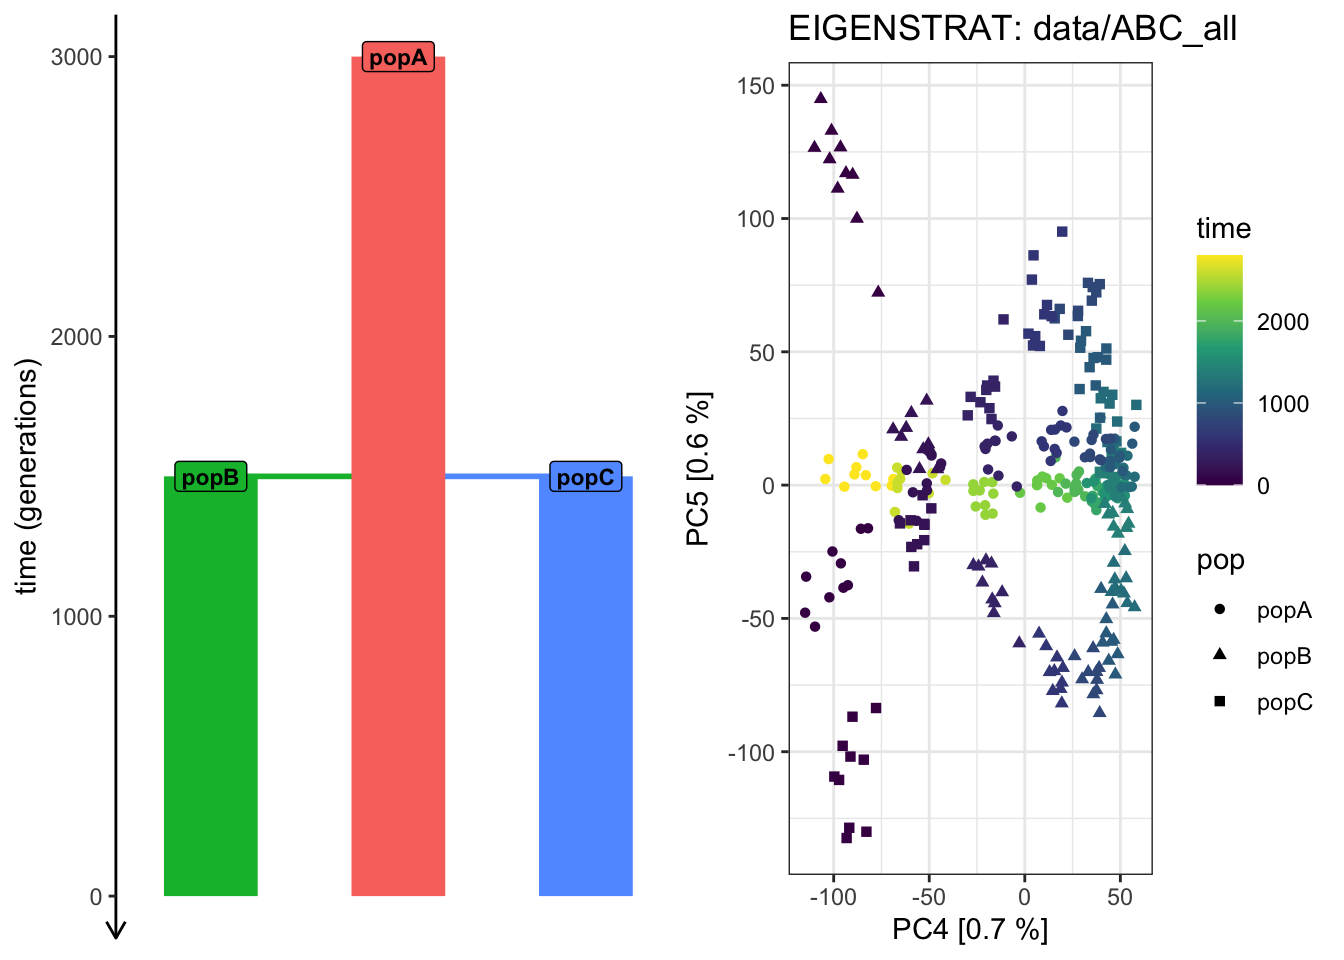 time (generations)
3000
2000
1000
0
popA
popB
popC
EIGENSTRAT: data/ABC_all
PC5 [0.6 %]
150
100
50
0
-50
-100
-100
-50
0
50
PC4 [0.7 %]
time
2000
1000
0
pop
popA
popB
popC